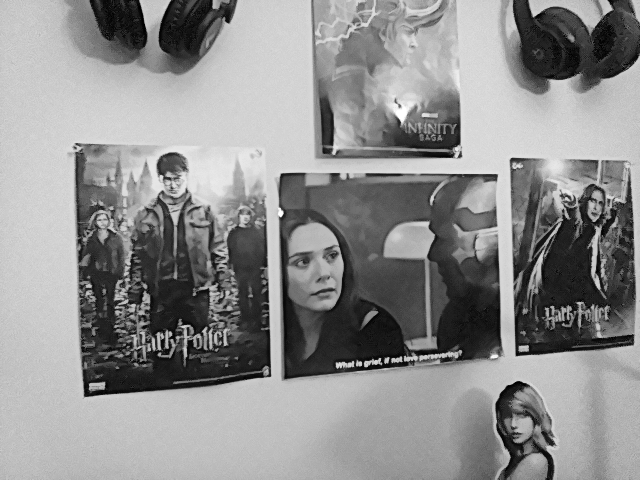 INFINITY
SAGA
Harry Potter
What is grief, if not love persevering?
Harry Potter